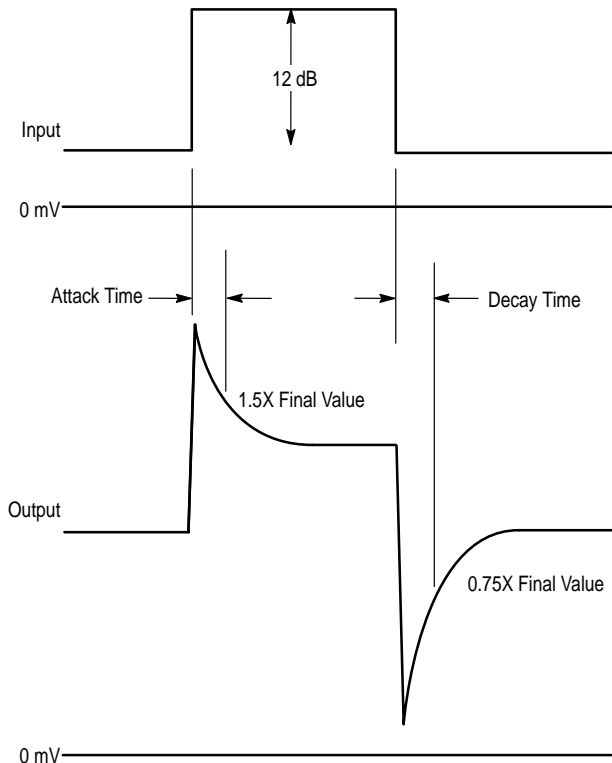 12 dB
Input
0 mV
Attack Time
Decay Time
1.5X Final Value
Output
0.75X Final Value
0 mV